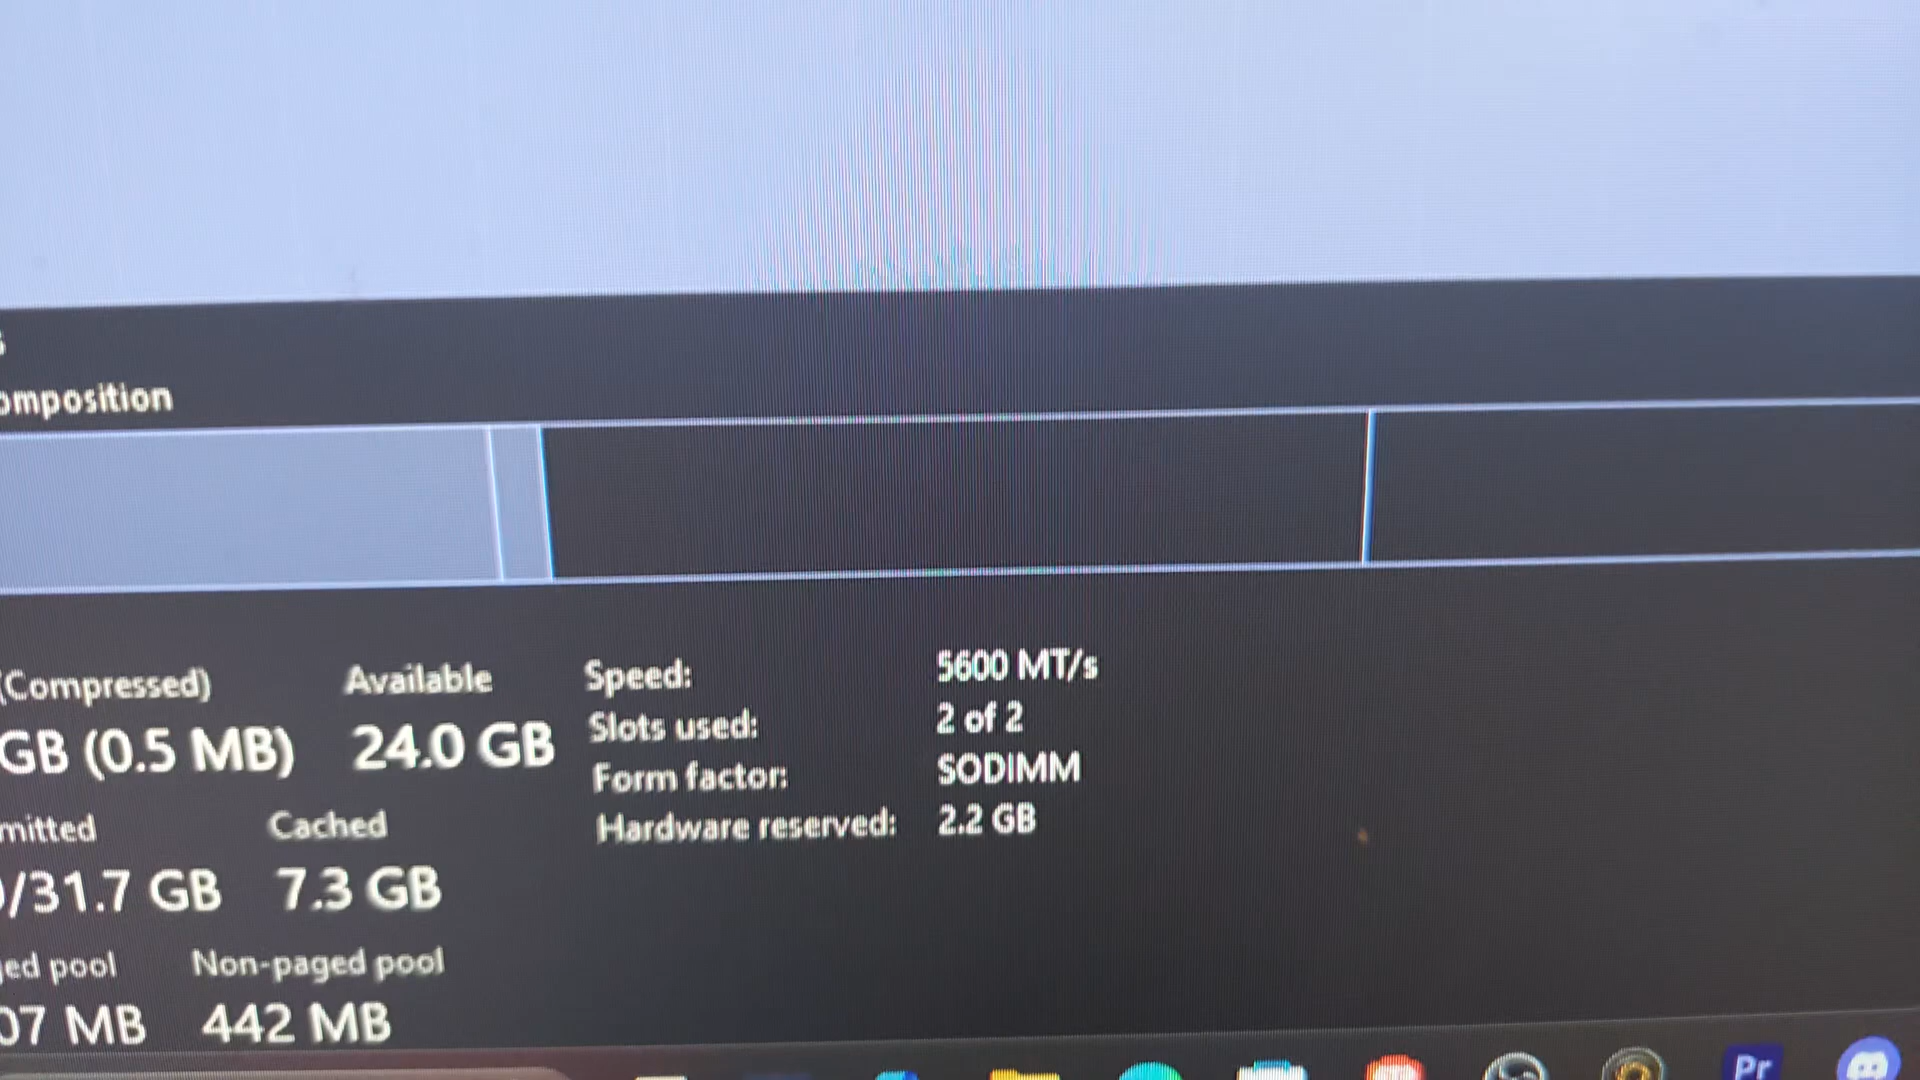 omposition
(Compressed) Available
GB (0.5 MB) 24.0 GB
mitted Cached
/31.7 GB 7.3 GB
ed pool Non-paged pool
07 MB 442 MB
Speed: 5600 MT/s
Slots used: 2 of 2
Form factor: SODIMM
Hardware reserved: 2.2 GB
Pr